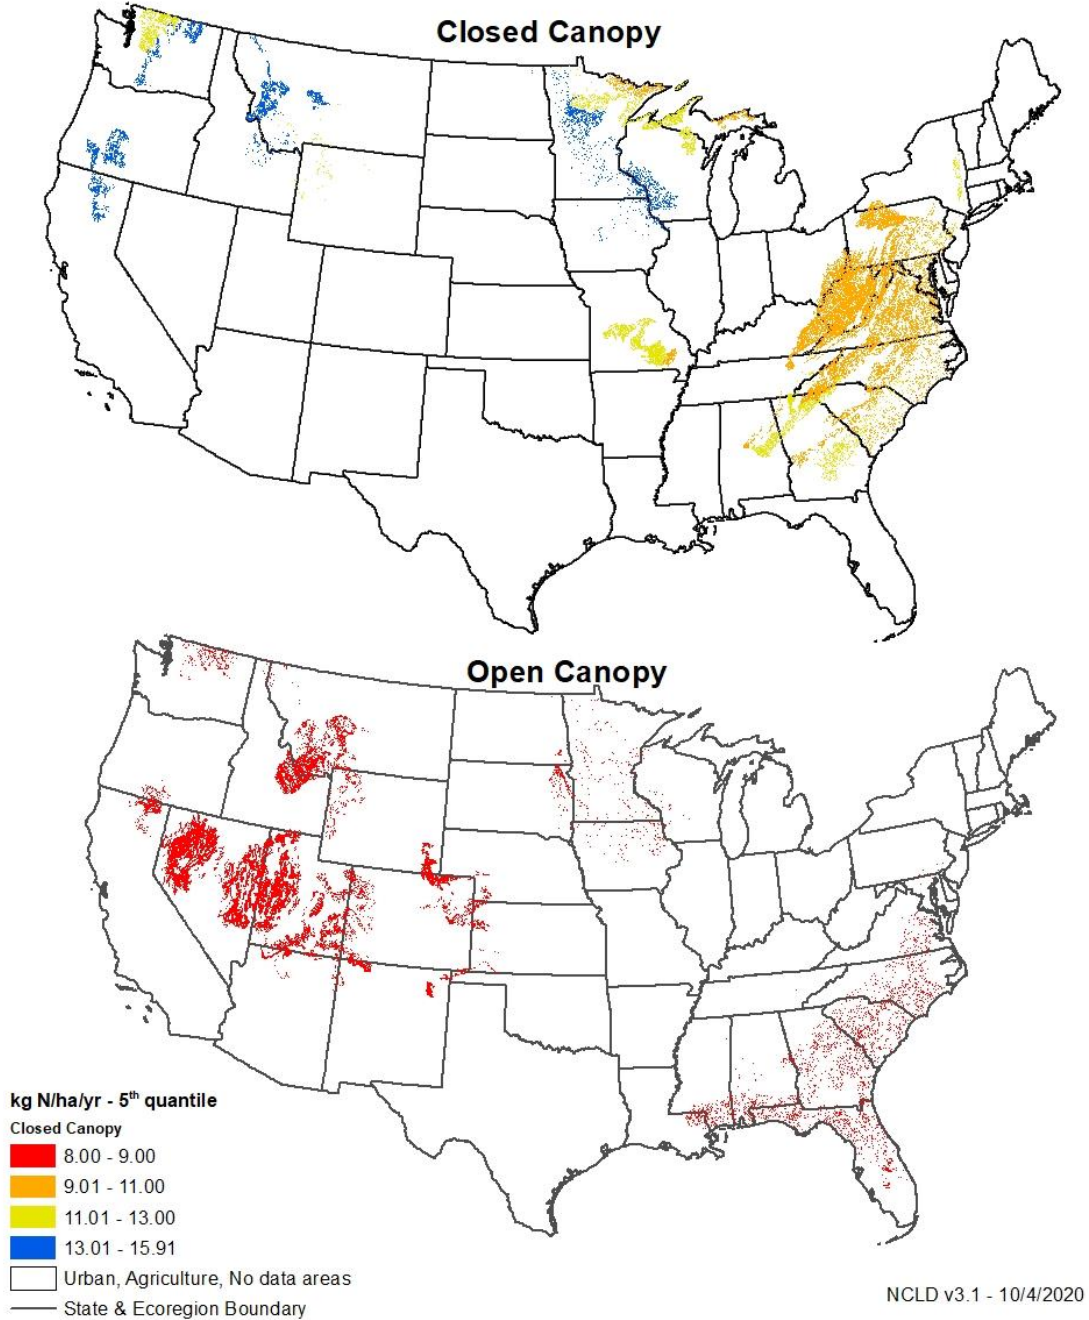 Closed Canopy
Open Canopy
kg N/ha/yr - 5th quantile
Closed Canopy
8.00 - 9.00
9.01 - 11.00
11.01 - 13.00
13.01 - 15.91
Urban, Agriculture, No data areas
State & Ecoregion Boundary
NCLD v3.1 - 10/4/2020